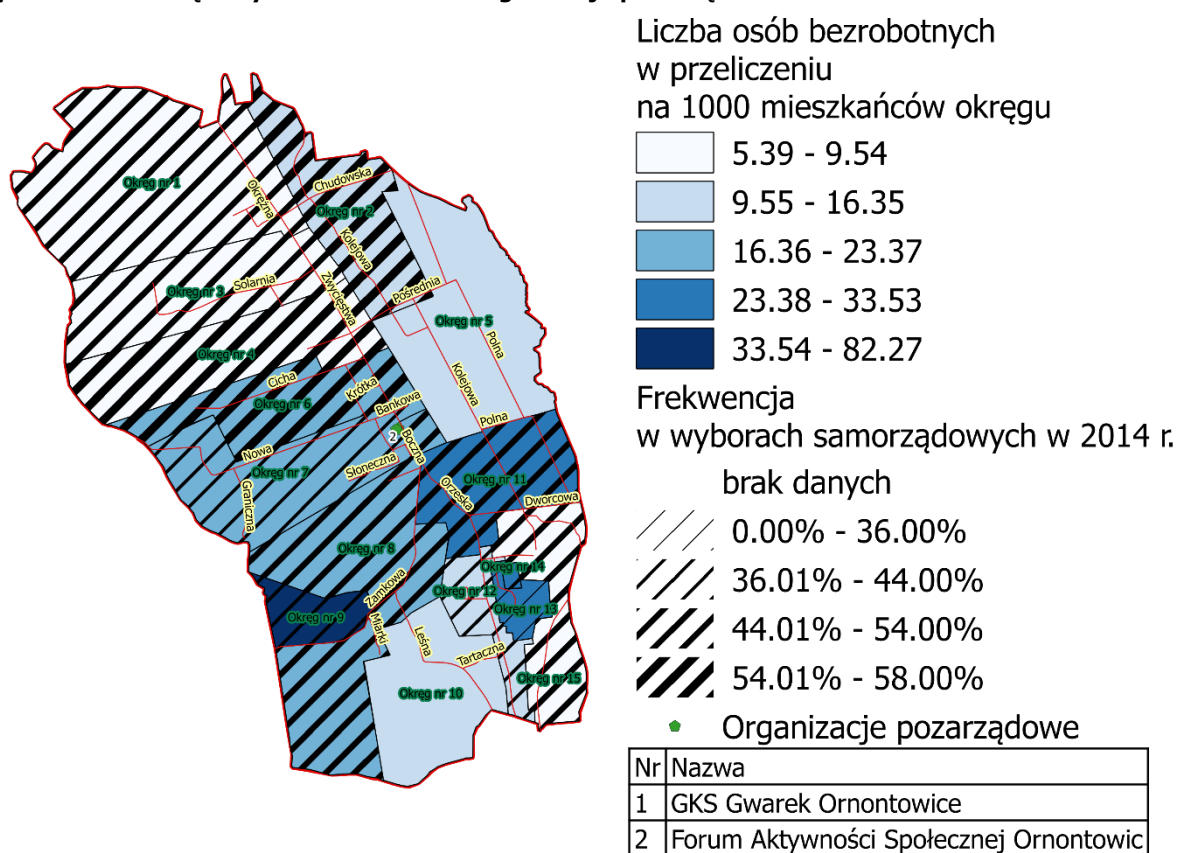 Liczba osób bezrobotnych
w przeliczeniu
na 1000 mieszkańców okręgu
5.39 - 9.54
9.55 - 16.35
16.36 - 23.37
23.38 - 33.53
33.54 - 82.27
Frekwencja
w wyborach samorządowych w 2014 r.
brak danych
0.00% - 36.00%
36.01% - 44.00%
44.01% - 54.00%
54.01% - 58.00%
Organizacje pozarządowe
Nr Nazwa
1 GKS Gwarek Ornontowice
2 Forum Aktywności Społecznej Ornontowic
Okręg nr 1
Okrężna
Chudowska
Okręg nr 2
Kolejowa
Okręg nr 3
Solarnia
Zwycięstwa
Pośrednia
Okręg nr 5
Polna
Okręg nr 4
Cicha
Krótka
Kolejowa
Okręg nr 6
Bankowa
Polna
2
Boczna
Nowa
Słoneczna
Okręg nr 7
Graniczna
Orzeska
Okręg nr 11
Dworcowa
Okręg nr 8
Okręg nr 14
Zamkowa
Okręg nr 12
Okręg nr 13
Okręg nr 9
Miarki
Leśna
Tartaczna
Okręg nr 15
Okręg nr 10